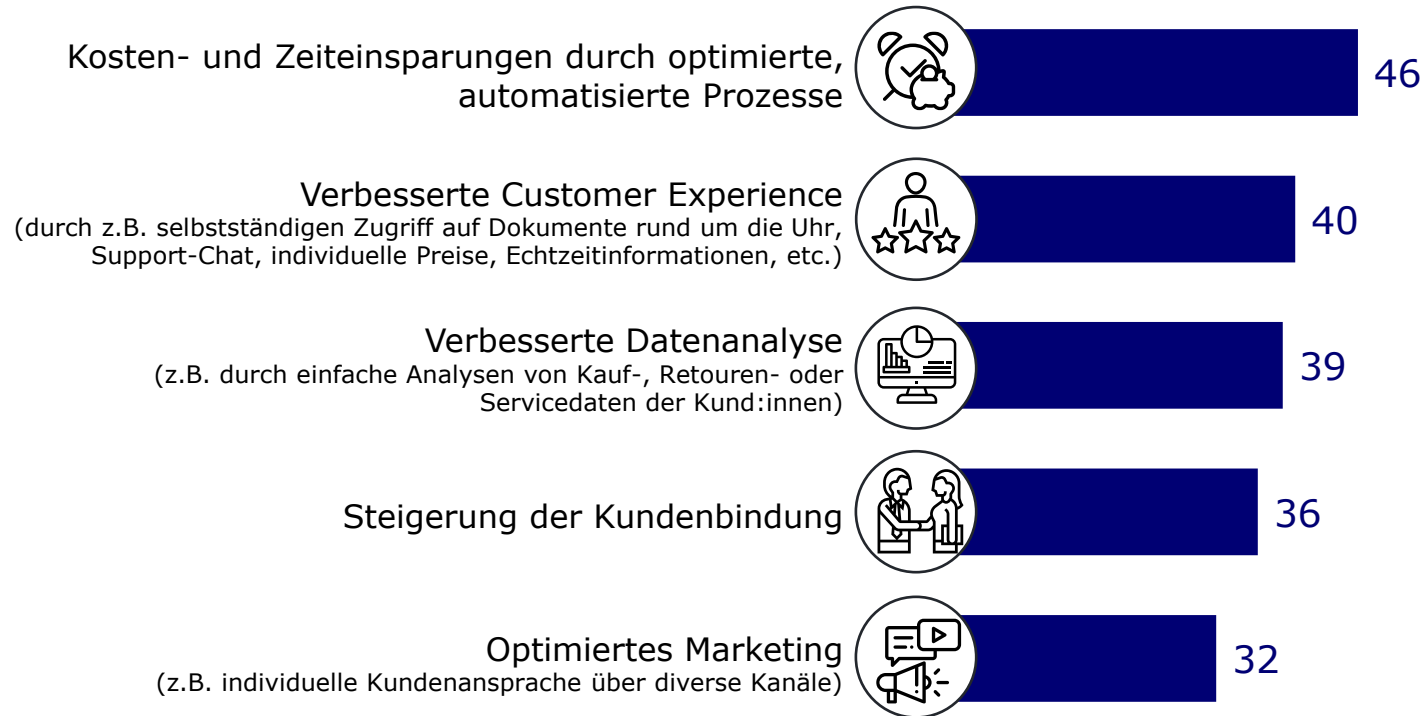 Kosten- und Zeiteinsparungen durch optimierte,
automatisierte Prozesse
46
Verbesserte Customer Experience
(durch z.B. selbstständigen Zugriff auf Dokumente rund um die Uhr,
Support-Chat, individuelle Preise, Echtzeitinformationen, etc.)
40
Verbesserte Datenanalyse
(z.B. durch einfache Analysen von Kauf-, Retouren- oder
Servicedaten der Kund:innen)
39
Steigerung der Kundenbindung
36
Optimiertes Marketing
(z.B. individuelle Kundenansprache über diverse Kanäle)
32